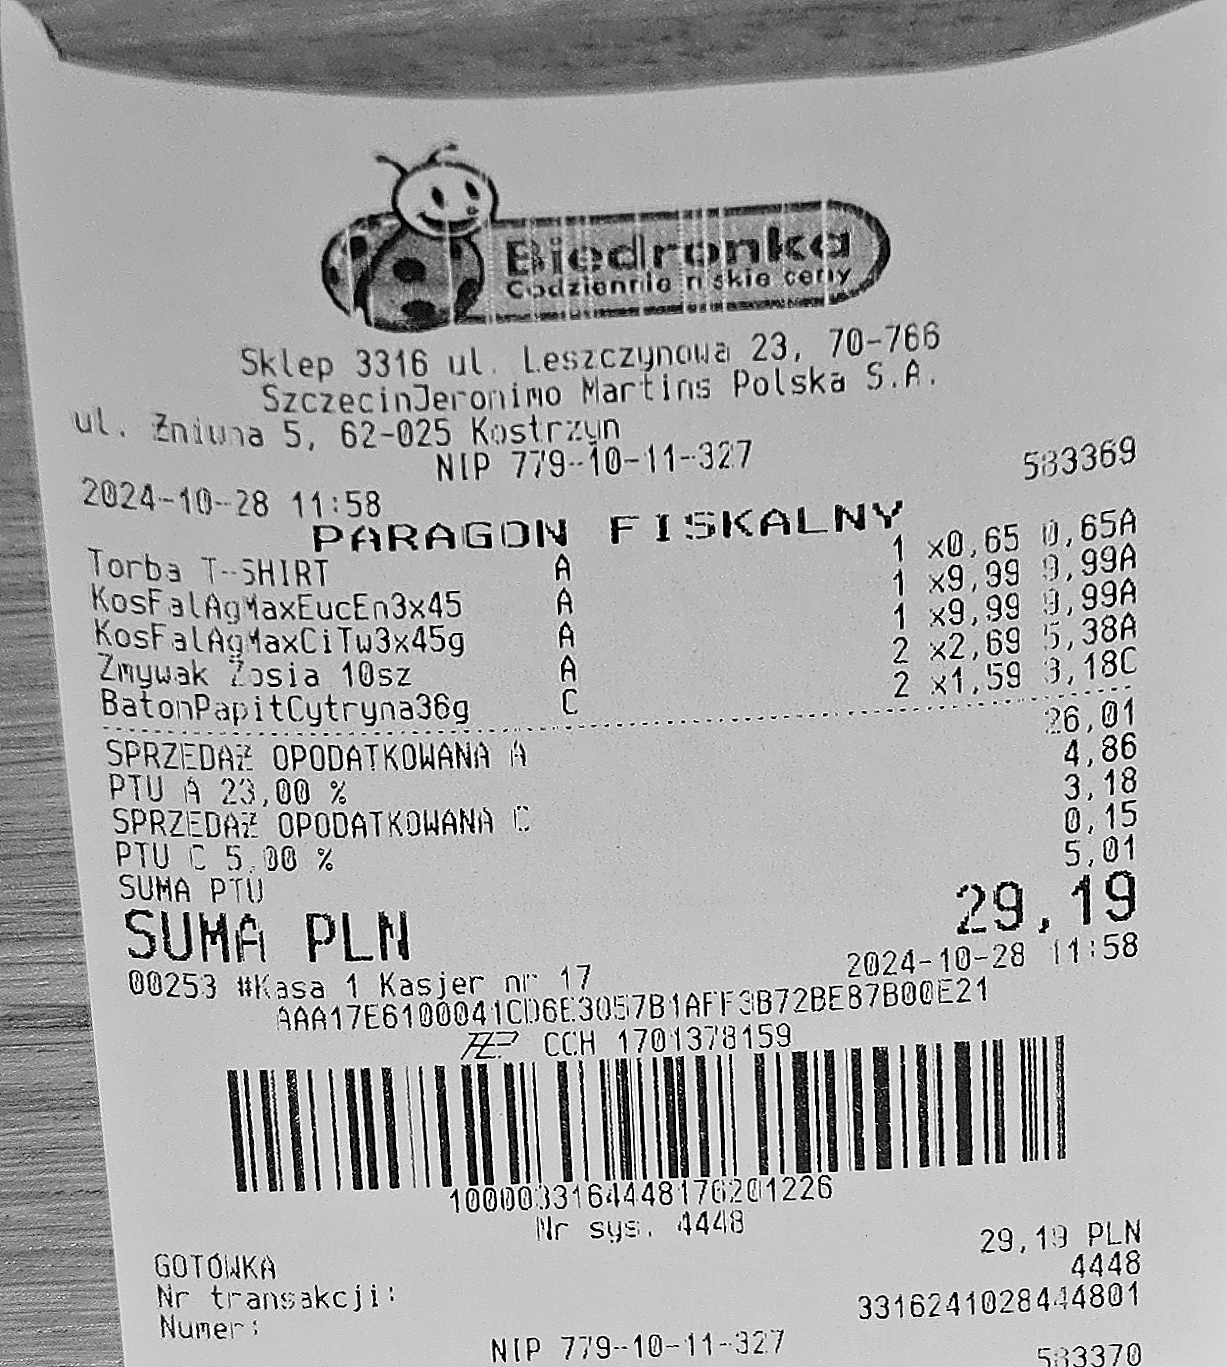 Biedronka
Codziennie niskie ceny
Sklep 3316 ul. Leszczynowa 23, 70-766
SzczecinJeronimo Martins Polska S.A.
ul. Żniwna 5, 62-025 Kostrzyn
NIP 779-10-11-327
2024-10-28 11:58 583369
PARAGON FISKALNY
Torba T-SHIRT A 1 x0,65 0,65A
KosFalAgMaxEucEn3x45 A 1 x9,99 9,99A
KosFalAgMaxCiTw3x45g A 1 x9,99 9,99A
Zmywak Zosia 10sz A 2 x2,69 5,38A
BatonPapitCytryna36g C 2 x1,59 3,18C
SPRZEDAŻ OPODATKOWANA A 26,01
PTU A 23,00 % 4,86
SPRZEDAŻ OPODATKOWANA C 3,18
PTU C 5,00 % 0,15
SUMA PTU 5,01
SUMA PLN 29,19
00253 #Kasa 1 Kasjer nr 17 2024-10-28 11:58
AAA17E6100041CD6E3057B1AFF3B72BE87B00E21
CCH 1701378159
1000033164448176201226
Nr sys. 4448
GOTÓWKA 29,19 PLN
Nr transakcji: 4448
Numer: 3316241028444801
NIP 779-10-11-327
583370